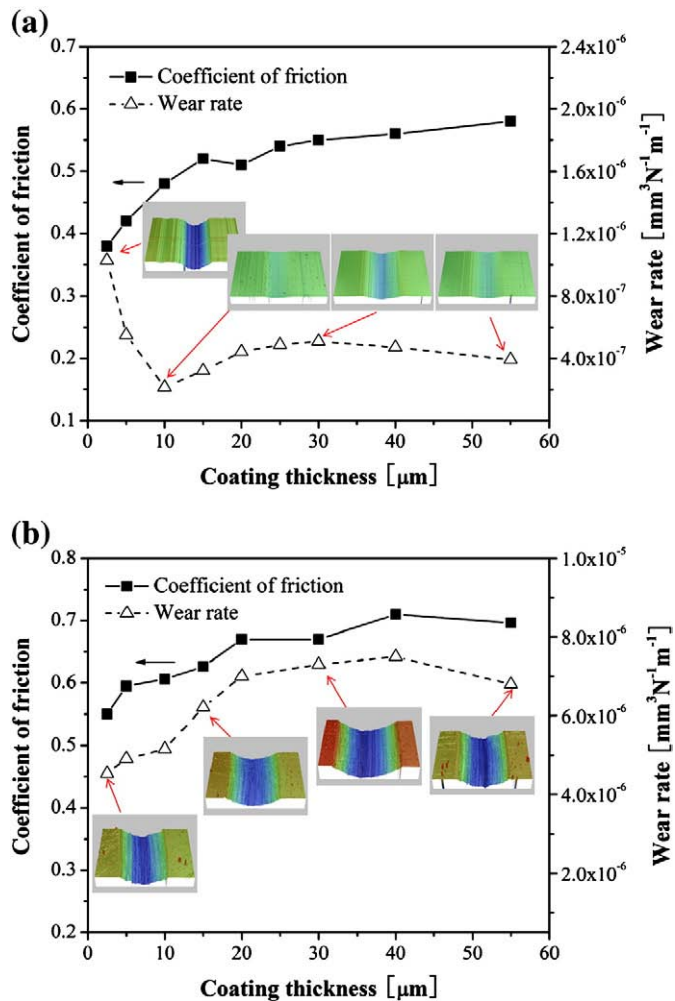 (a)
0.7
0.6
0.5
0.4
0.3
0.2
0.1
Coefficient of friction
Coefficient of friction
Wear rate
2.4x10⁻⁶
2.0x10⁻⁶
1.6x10⁻⁶
1.2x10⁻⁶
8.0x10⁻⁷
4.0x10⁻⁷
Wear rate [mm³N⁻¹m⁻¹]
0 10 20 30 40 50 60
Coating thickness [μm]
(b)
0.8
0.7
0.6
0.5
0.4
0.3
0.2
Coefficient of friction
Coefficient of friction
Wear rate
1.0x10⁻⁵
8.0x10⁻⁶
6.0x10⁻⁶
4.0x10⁻⁶
2.0x10⁻⁶
Wear rate [mm³N⁻¹m⁻¹]
0 10 20 30 40 50 60
Coating thickness [μm]